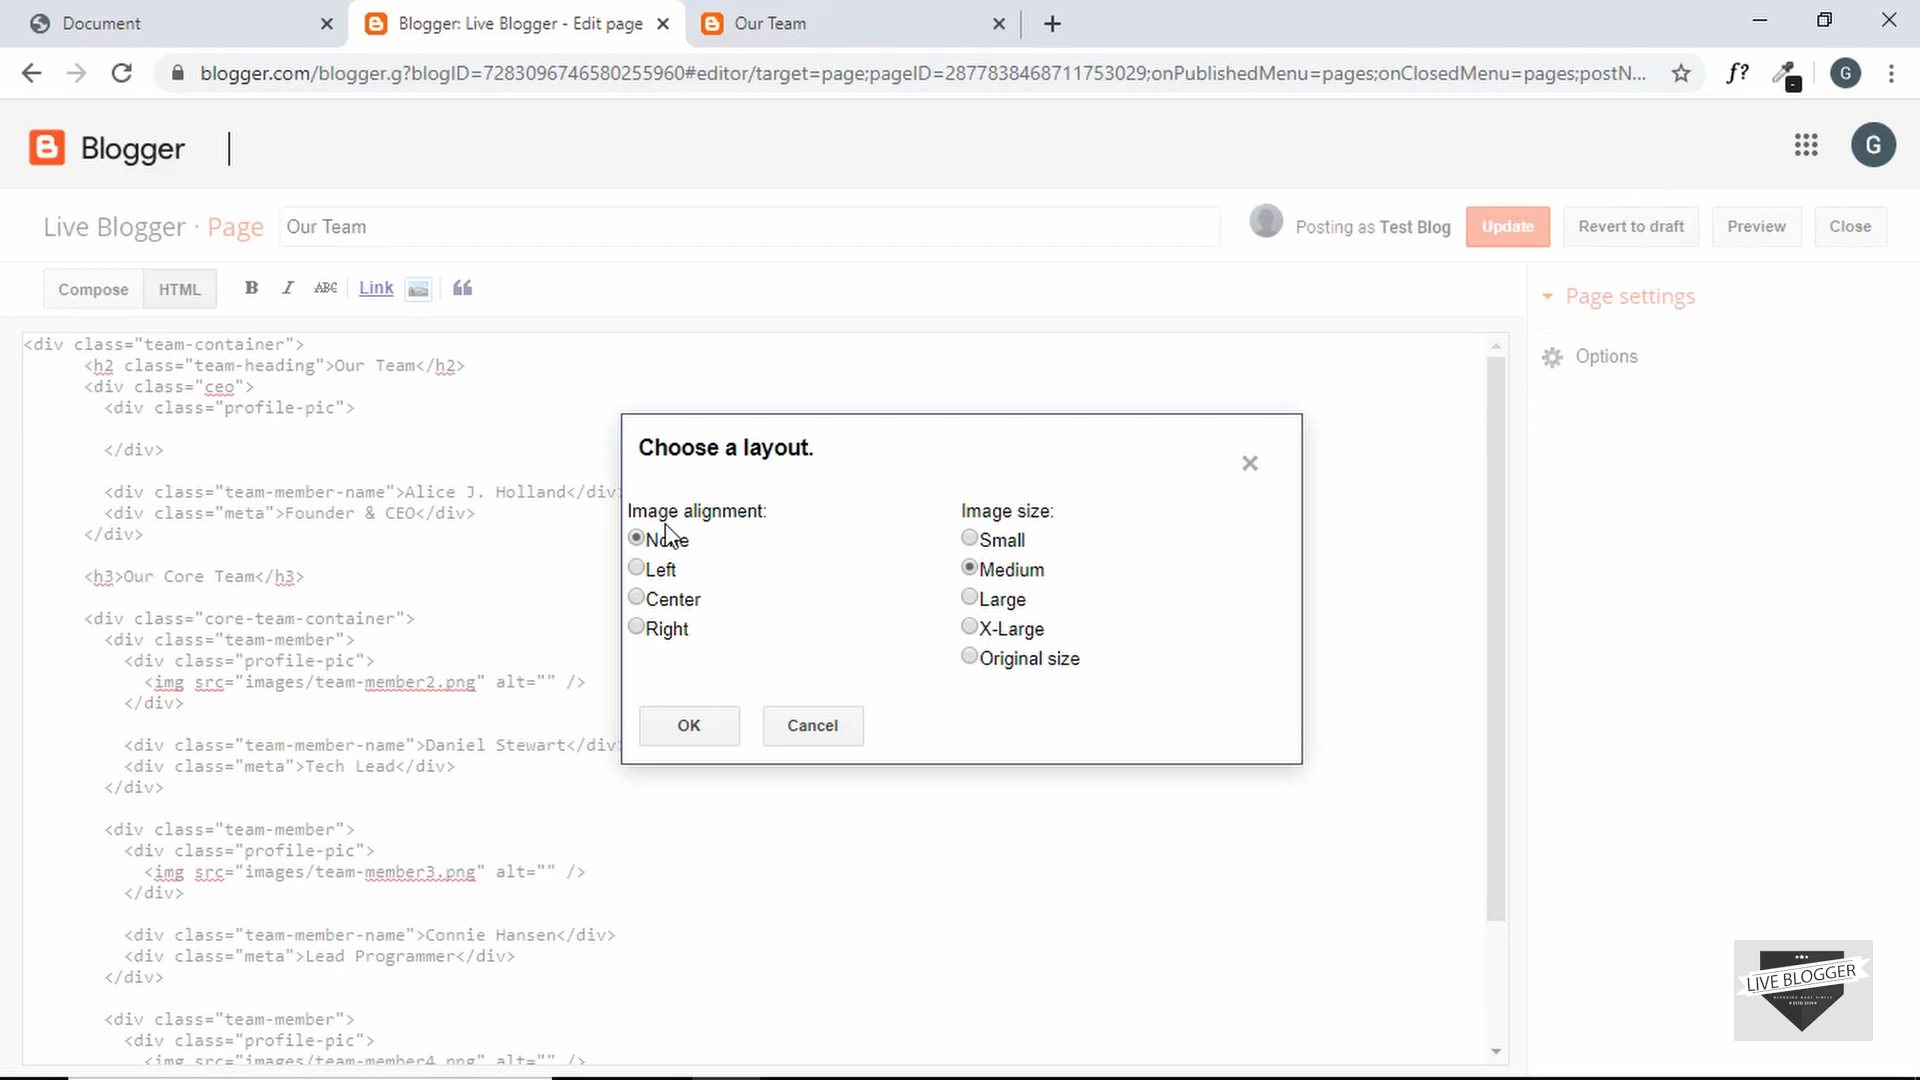 Document
Blogger: Live Blogger - Edit page
Our Team
blogger.com/blogger.g?blogID=7283096746580255960#editor/target=page;pageID=2877838468711753029;onPublishedMenu=pages;onClosedMenu=pages;postN...
f?
G
Blogger
G
Live Blogger · Page
Our Team
Posting as Test Blog
Update
Revert to draft
Preview
Close
Compose
HTML
B
I
ABC
Link
Page settings
Options
<div class="team-container">
<h2 class="team-heading">Our Team</h2>
<div class="ceo">
<div class="profile-pic">
</div>
<div class="team-member-name">Alice J. Holland</div>
<div class="meta">Founder & CEO</div>
</div>
<h3>Our Core Team</h3>
<div class="core-team-container">
<div class="team-member">
<div class="profile-pic">
<img src="images/team-member2.png" alt="" />
</div>
<div class="team-member-name">Daniel Stewart</div>
<div class="meta">Tech Lead</div>
</div>
<div class="team-member">
<div class="profile-pic">
<img src="images/team-member3.png" alt="" />
</div>
<div class="team-member-name">Connie Hansen</div>
<div class="meta">Lead Programmer</div>
</div>
<div class="team-member">
<div class="profile-pic">
<img src="images/team-member4.png" alt="" />
Choose a layout.
Image alignment:
None
Left
Center
Right
Image size:
Small
Medium
Large
X-Large
Original size
OK
Cancel
LIVE BLOGGER